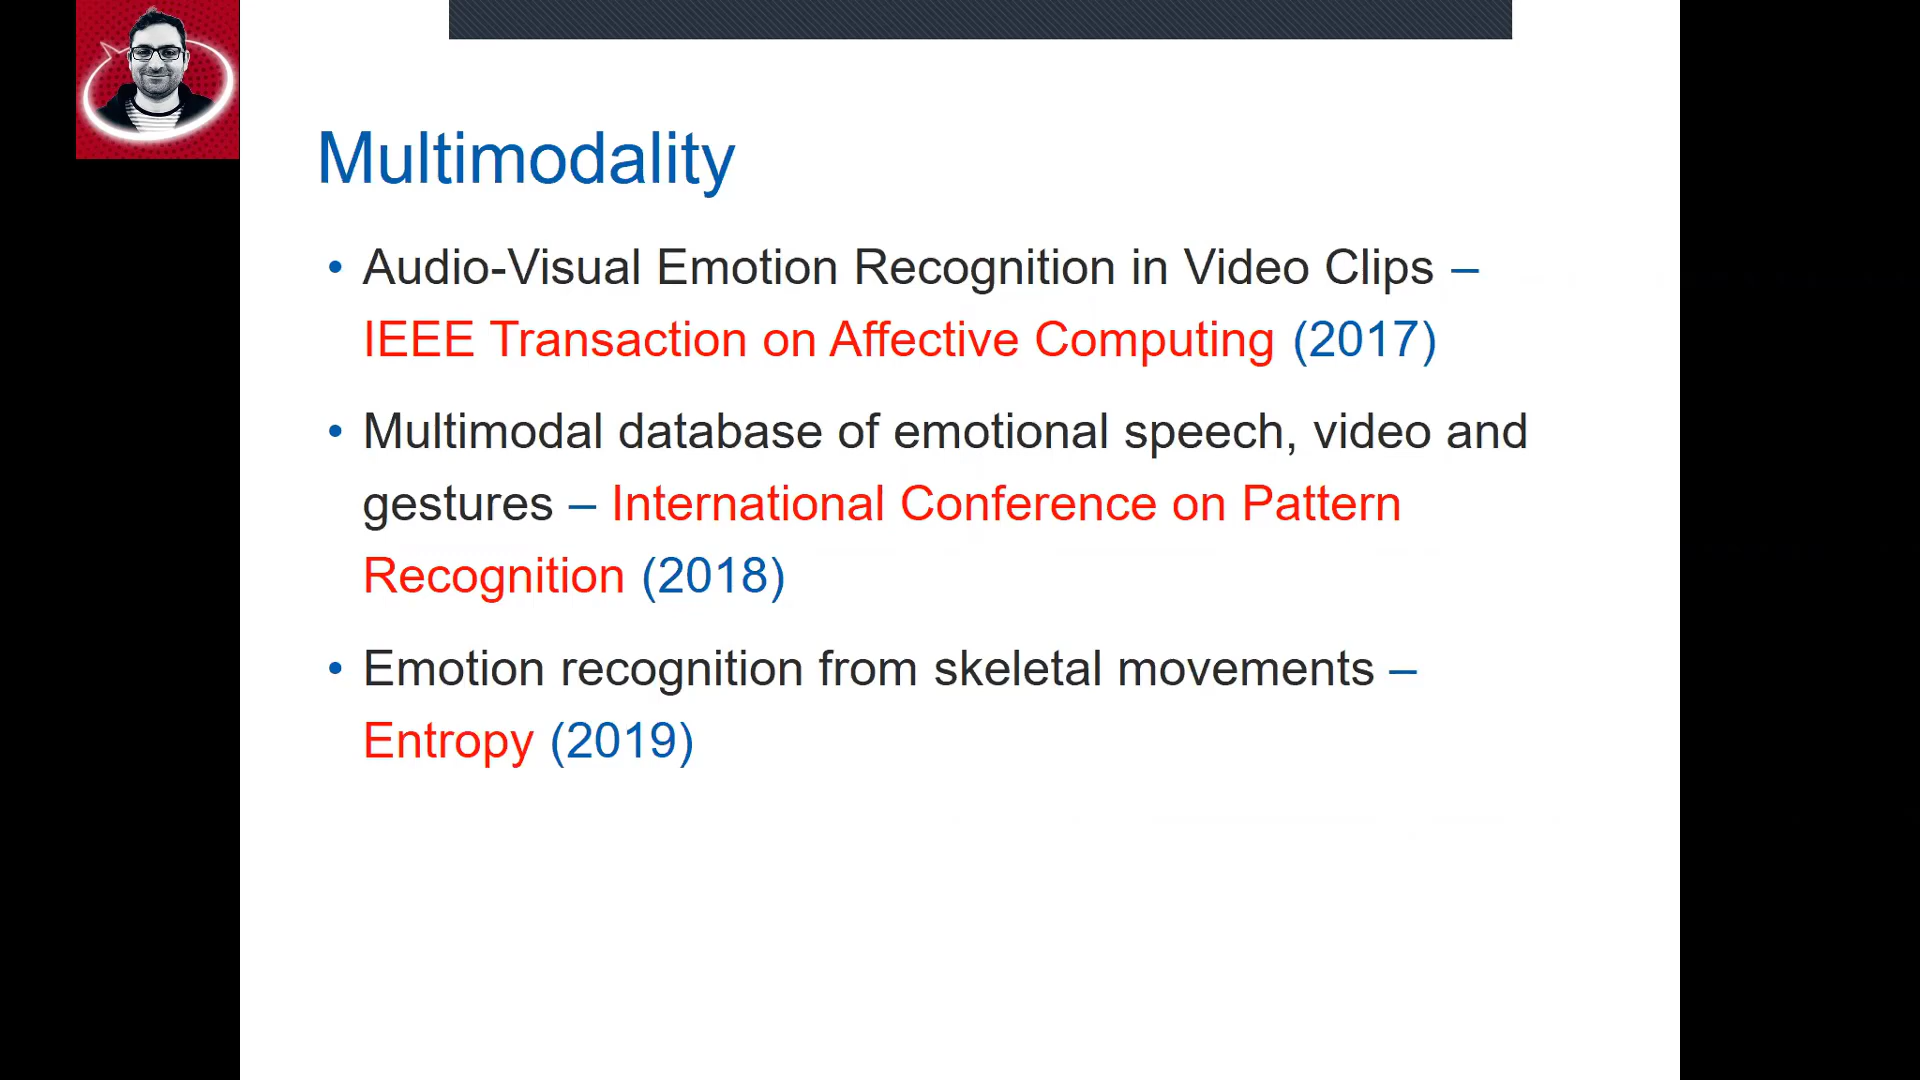 Multimodality
• Audio-Visual Emotion Recognition in Video Clips –
IEEE Transaction on Affective Computing (2017)
• Multimodal database of emotional speech, video and
gestures – International Conference on Pattern
Recognition (2018)
• Emotion recognition from skeletal movements –
Entropy (2019)